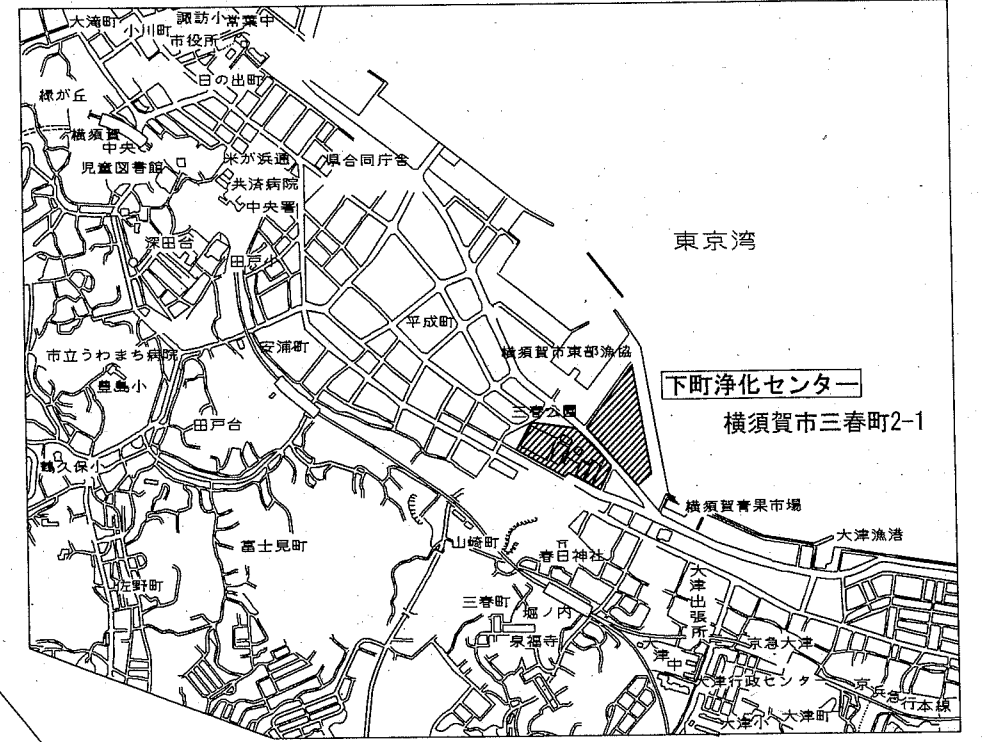 大滝町
諏訪小
常葉中
小川町
市役所
日の出町
緑が丘
横須賀
中央
児童図書館
米が浜通
県合同庁舎
共済病院
中央署
深田台
田戸小
東京湾
平成町
市立うわまち病院
安浦町
横須賀市東部漁協
豊島小
下町浄化センター
横須賀市三春町2-1
三春公園
田戸台
鶴久保小
横須賀青果市場
大津漁港
富士見町
山崎町
春日神社
佐野町
大津出張所
三春町
堀ノ内
泉福寺
京急大津
大津中
大津行政センター
京浜急行本線
大津小
大津町